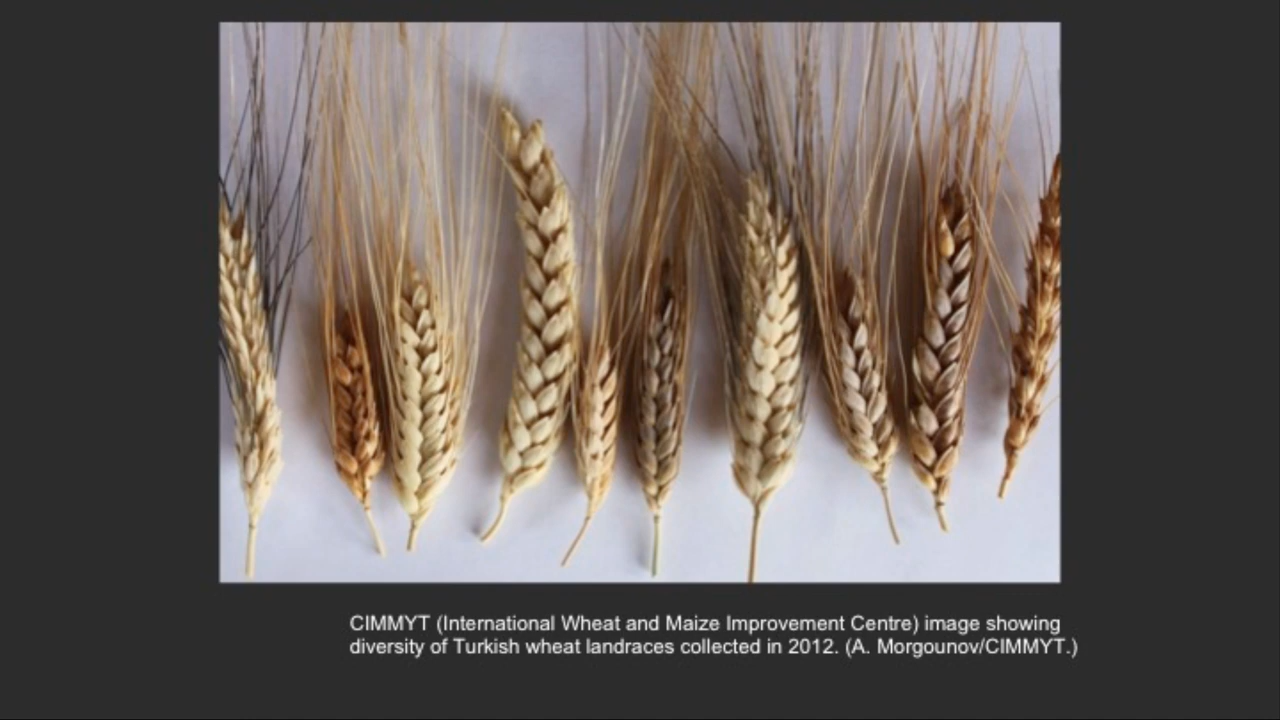 CIMMYT (International Wheat and Maize Improvement Centre) image showing
diversity of Turkish wheat landraces collected in 2012. (A. Morgounov/CIMMYT.)